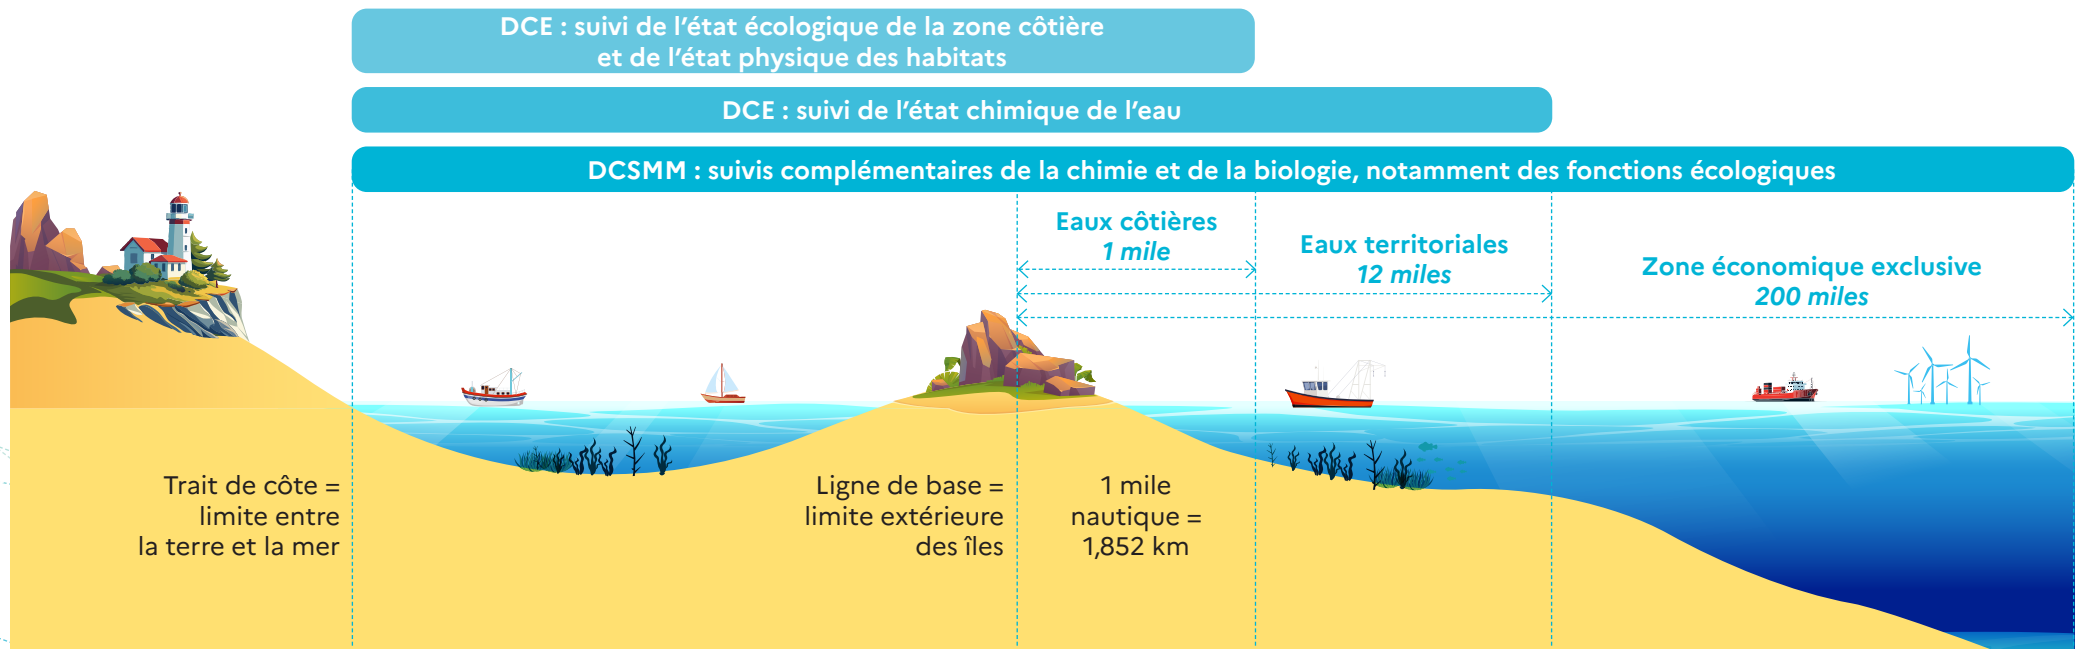 DCE : suivi de l’état écologique de la zone côtière
et de l’état physique des habitats
DCE : suivi de l’état chimique de l’eau
DCSMM : suivis complémentaires de la chimie et de la biologie, notamment des fonctions écologiques
Eaux côtières
1 mile
Eaux territoriales
12 miles
Zone économique exclusive
200 miles
Trait de côte =
limite entre
la terre et la mer
Ligne de base =
limite extérieure
des îles
1 mile
nautique =
1,852 km